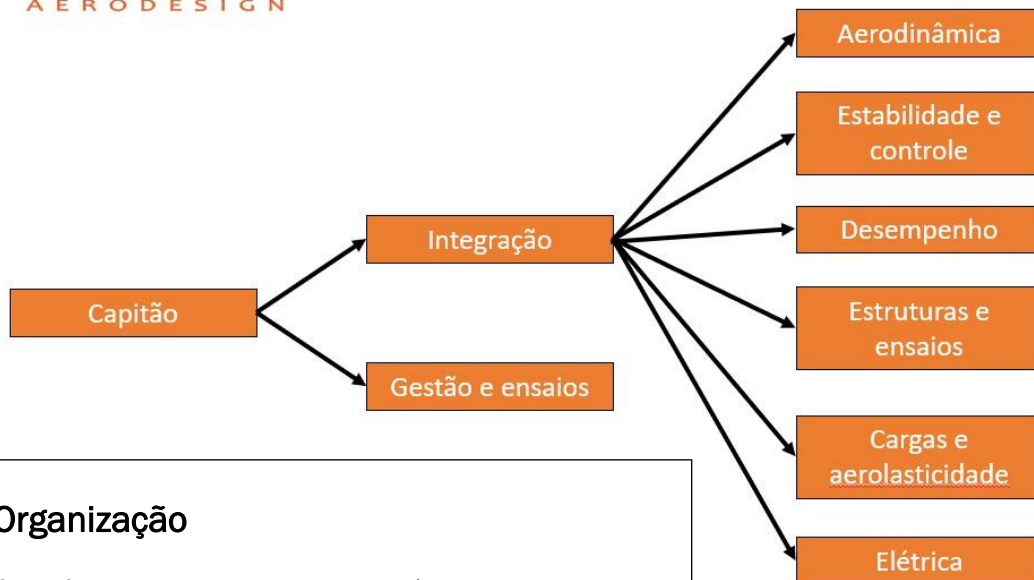 AERODESIGN
Aerodinâmica
Estabilidade e
controle
Desempenho
Integração
Capitão
Estruturas e
ensaios
Gestão e ensaios
Cargas e
aerolasticidade
Organização
Elétrica